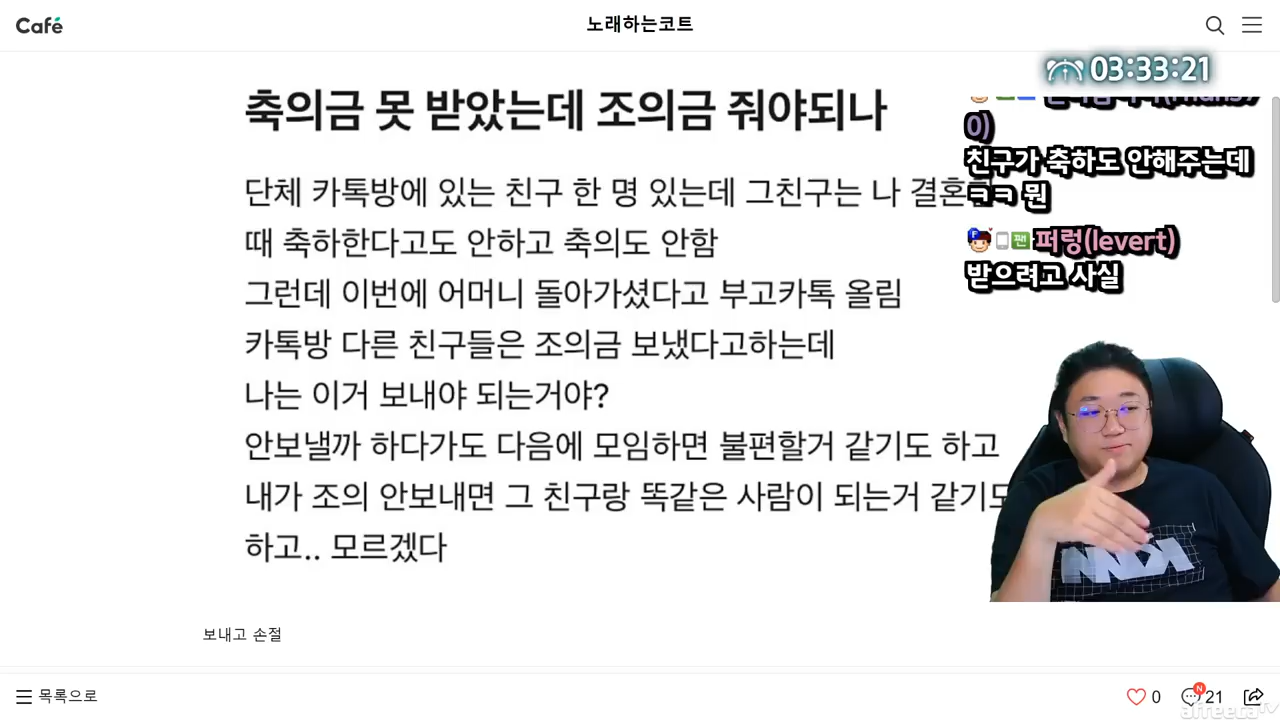 Café
노래하는코트
03:33:21
축의금 못 받았는데 조의금 줘야되나
단체 카톡방에 있는 친구 한 명 있는데 그친구는 나 결혼
때 축하한다고도 안하고 축의도 안함
그런데 이번에 어머니 돌아가셨다고 부고카톡 올림
카톡방 다른 친구들은 조의금 보냈다고하는데
나는 이거 보내야 되는거야?
안보낼까 하다가도 다음에 모임하면 불편할거 같기도 하고
내가 조의 안보내면 그 친구랑 똑같은 사람이 되는거 같기도
하고.. 모르겠다
0)
친구가 축하도 안해주는데
ㅋㅋ 뭔
팬 퍼렁(levert)
받으려고 사실
보내고 손절
목록으로
0
N
21
afreecaTV